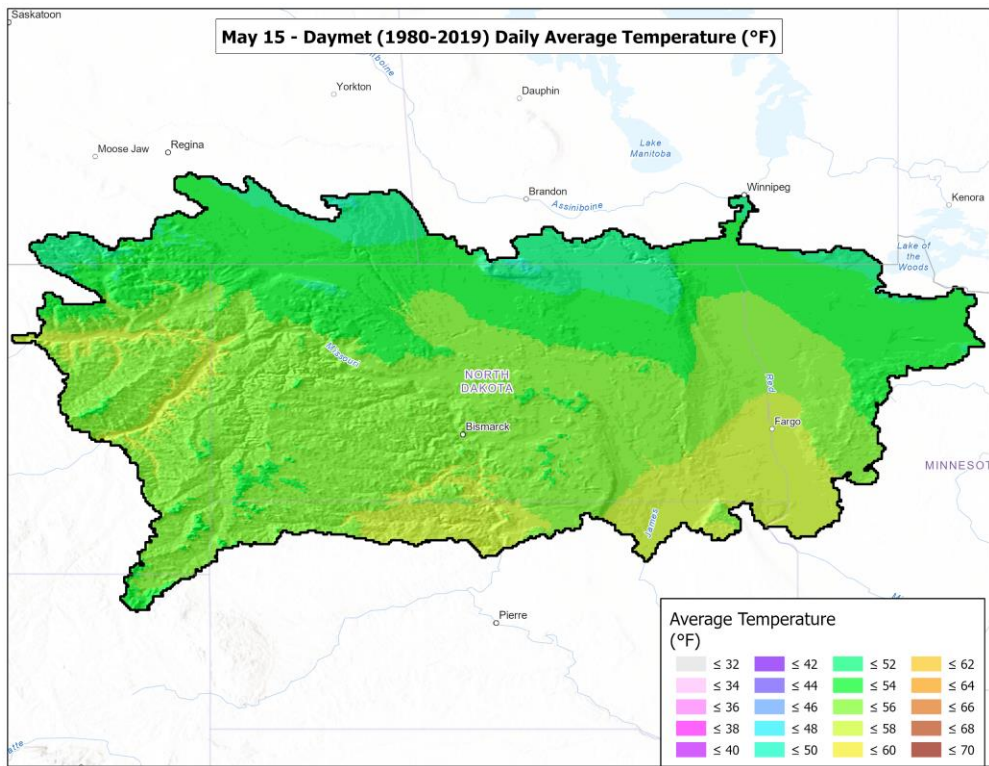 Saskatoon
May 15 - Daymet (1980-2019) Daily Average Temperature (°F)
Yorkton
Dauphin
Lake
Manitoba
Moose Jaw
Regina
Winnipeg
Brandon
Assiniboine
Kenora
Lake of
the
Woods
Missouri
NORTH
DAKOTA
Red
Bismarck
Fargo
MINNESOT
James
Pierre
Average Temperature
(°F)
≤ 32
≤ 42
≤ 52
≤ 62
≤ 34
≤ 44
≤ 54
≤ 64
≤ 36
≤ 46
≤ 56
≤ 66
≤ 38
≤ 48
≤ 58
≤ 68
≤ 40
≤ 50
≤ 60
≤ 70